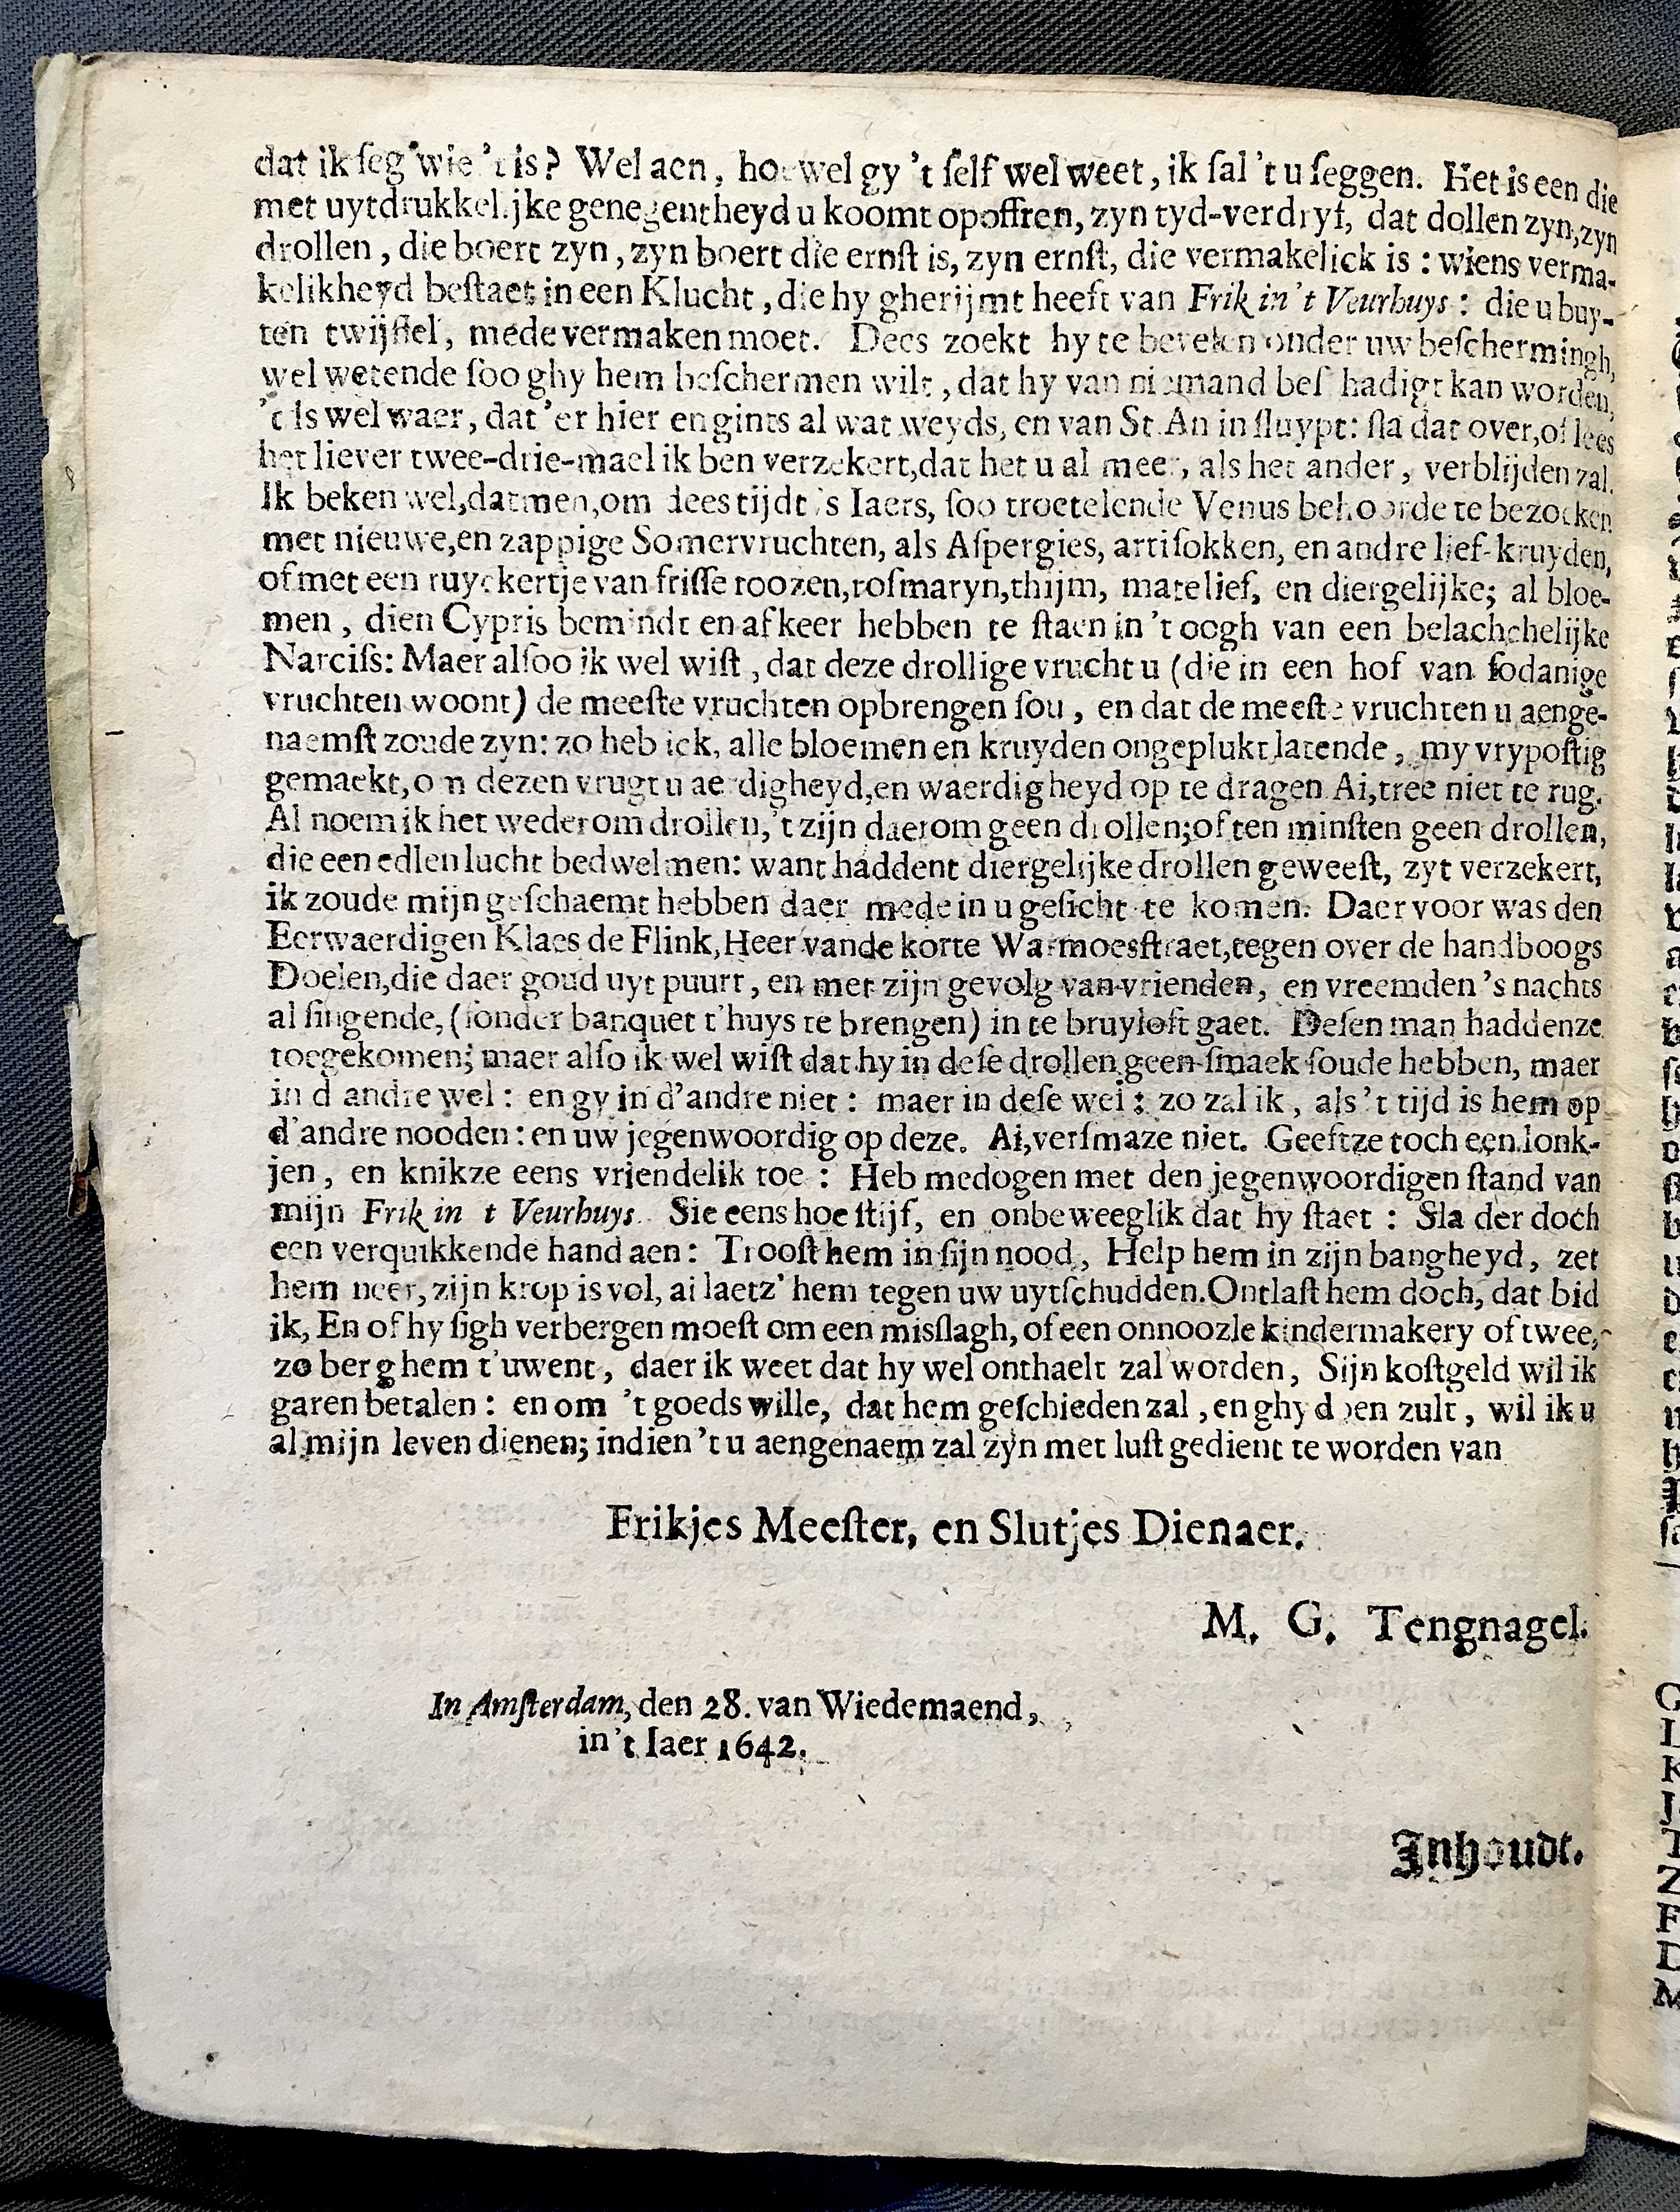 dat ik ſeg wie 't is? Wel aen, hoewel gy 't ſelf wel weet, ik ſal 't u ſeggen. Het is een die
met uytdrukkelijke genegentheyd u koomt opoffren, zyn tyd-verdryf, dat dollen zyn, zyn
drollen, die boert zyn, zyn boert die ernſt is, zyn ernſt, die vermakelick is: wiens verma-
kelikheyd beſtaet in een Klucht, die hy gherijmt heeft van Frik in 't Veurhuys: die u buy-
ten twijffel, mede vermaken moet. Dees zoekt hy te bevelen onder uw beſchermingh,
wel wetende ſoo ghy hem beſchermen wilt, dat hy van niemand beſchadigt kan worden,
't Is wel waer, dat 'er hier en gints al wat weyds, en van St. An in ſluypt: ſla dat over, of lees
het liever twee-drie-mael ik ben verzekert, dat het u al meer, als het ander, verblijden zal.
Ik beken wel, datmen, om dees tijdt 's Iaers, ſoo troetelende Venus behoorde te bezoeken
met nieuwe, en zappige Somervruchten, als Aſpergies, artiſokken, en andre lief-kruyden,
of met een ruyckertje van friſſe roozen, roſmaryn, thijm, matelief, en diergelijke; al bloe-
men, dien Cypris bemindt en afkeer hebben te ſtaen in 't oogh van een belachchelijke
Narciſs: Maer alſoo ik wel wiſt, dat deze drollige vrucht u (die in een hof van ſodanige
vruchten woont) de meeſte vruchten opbrengen ſou, en dat de meeſte vruchten u aenge-
naemſt zoude zyn: zo heb ick, alle bloemen en kruyden ongeplukt latende, my vrypoſtig
gemaekt, om dezen vrugt u aerdigheyd, en waerdigheyd op te dragen Ai, tree niet te rug.
Al noem ik het wederom drollen, 't zijn daerom geen drollen; of ten minſten geen drollen,
die een edlen lucht bedwelmen: want haddent diergelijke drollen geweeſt, zyt verzekert,
ik zoude mijn geſchaemt hebben daer mede in u geſicht te komen. Daer voor was den
Eerwaerdigen Klaes de Flink, Heer vande korte Warmoesſtraet, tegen over de handboogs
Doelen, die daer goud uyt puurt, en met zijn gevolg van vrienden, en vreemden 's nachts
al ſingende, (ſonder banquet t'huys te brengen) in te bruyloft gaet. Deſen man haddenze
toegekomen; maer alſo ik wel wiſt dat hy in deſe drollen geen ſmaek ſoude hebben, maer
in d andre wel: en gy in d'andre niet: maer in deſe wel: zo zal ik, als 't tijd is hem op
d'andre nooden: en uw jegenwoordig op deze. Ai, verſmaze niet. Geeftze toch een lonk-
jen, en knikze eens vriendelik toe: Heb medogen met den jegenwoordigen ſtand van
mijn Frik in t Veurhuys. Sie eens hoe ſtijf, en onbeweeglik dat hy ſtaet: Sla der doch
een verquikkende hand aen: Trooſt hem in ſijn nood, Help hem in zijn bangheyd, zet
hem neer, zijn krop is vol, ai laetz' hem tegen uw uytſchudden. Ontlaſt hem doch, dat bid
ik, En of hy ſigh verbergen moeſt om een misſlagh, of een onnoozle kindermakery of twee,
zo berg hem t'uwent, daer ik weet dat hy wel onthaelt zal worden, Sijn koſtgeld wil ik
garen betalen: en om 't goeds wille, dat hem geſchieden zal, en ghy doen zult, wil ik u
al mijn leven dienen; indien 't u aengenaem zal zyn met luſt gedient te worden van
Frikjes Meeſter, en Slutjes Dienaer.
M. G. Tengnagel.
In Amſterdam, den 28. van Wiedemaend,
in 't Iaer 1642.
Inhoudt.